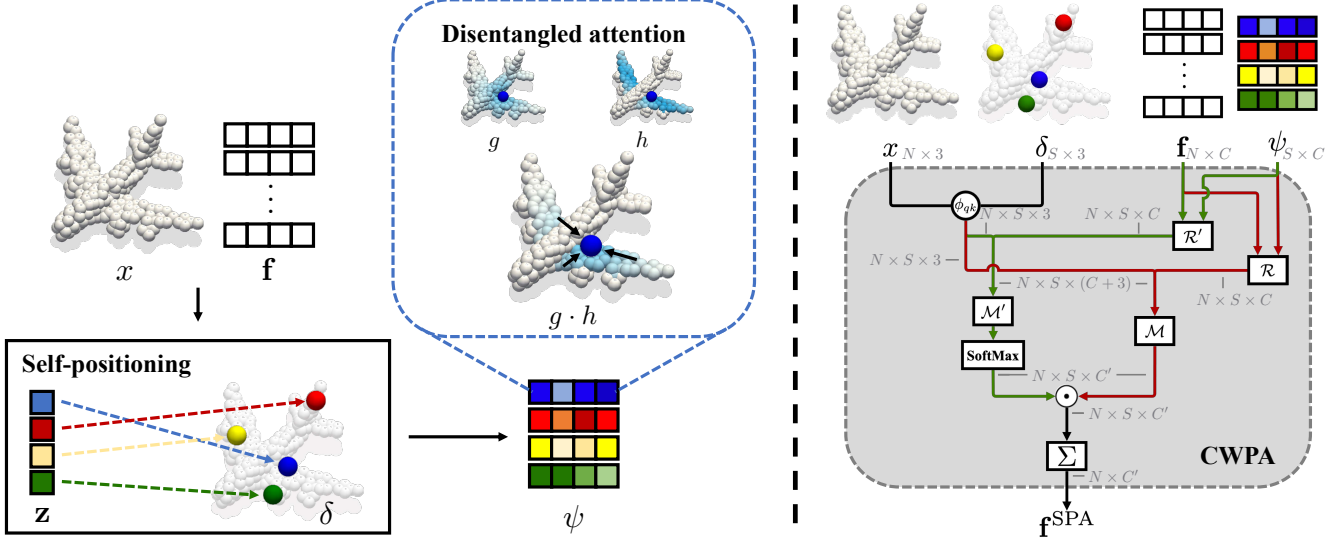 Disentangled attention
g
h
g · h
x
f
Self-positioning
z
δ
ψ
x N × 3
δ S × 3
f N × C
ψ S × C
ϕqk
N × S × 3
N × S × C
R′
N × S × 3
R
N × S × (C + 3)
N × S × C
M′
M
SoftMax
N × S × C′
N × S × C′
Σ
CWPA
N × C′
f SPA